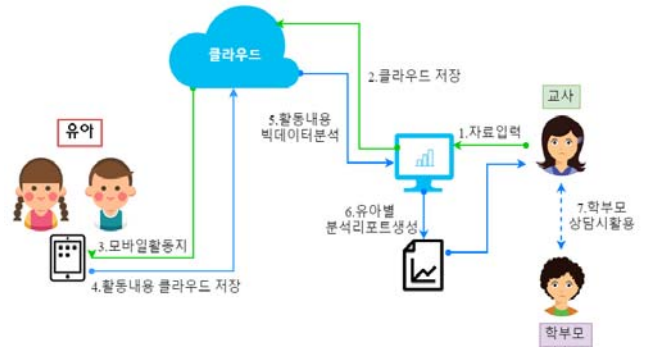 클라우드
2.클라우드 저장
교사
유아
5.활동내용
빅데이터분석
1.자료입력
6.유아별
분석리포트생성
7.학부모
상담시활용
3.모바일활동지
4.활동내용 클라우드 저장
학부모